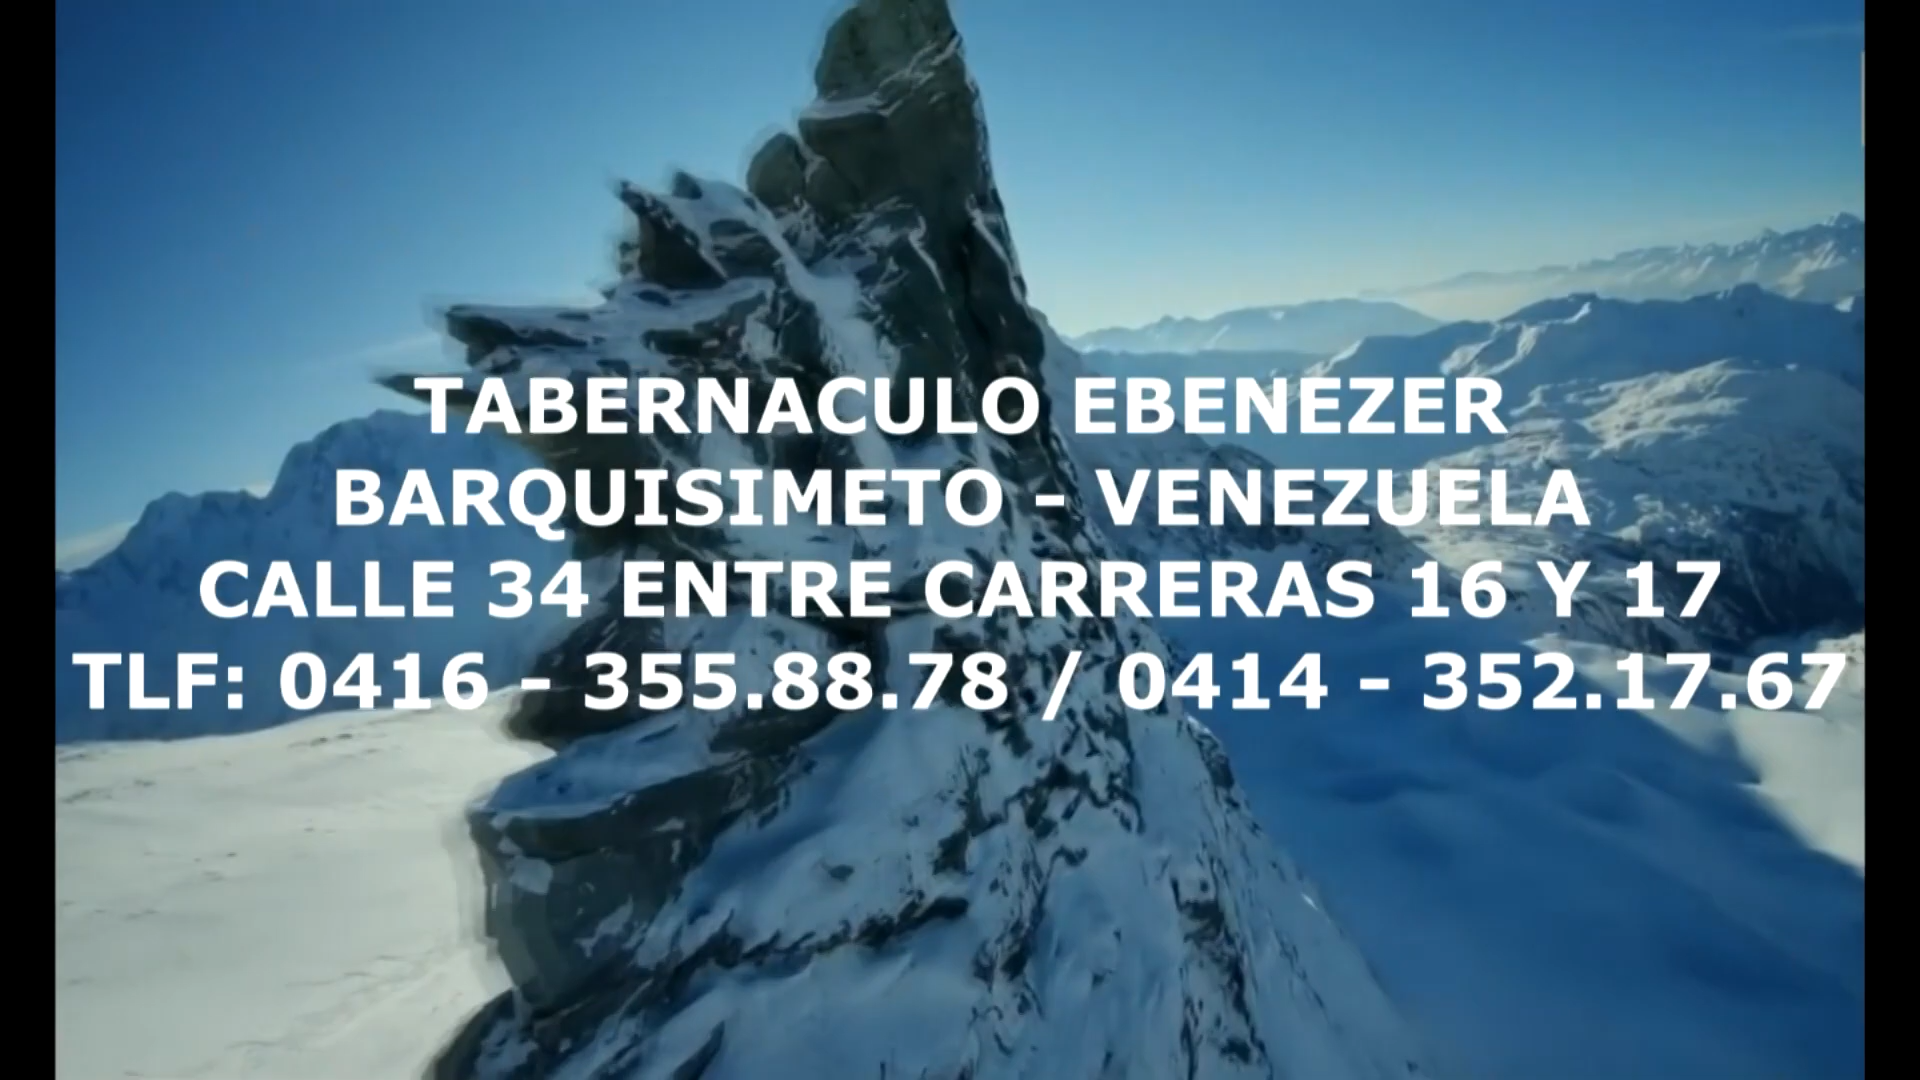 TABERNACULO EBENEZER
BARQUISIMETO - VENEZUELA
CALLE 34 ENTRE CARRERAS 16 Y 17
TLF: 0416 - 355.88.78 / 0414 - 352.17.67